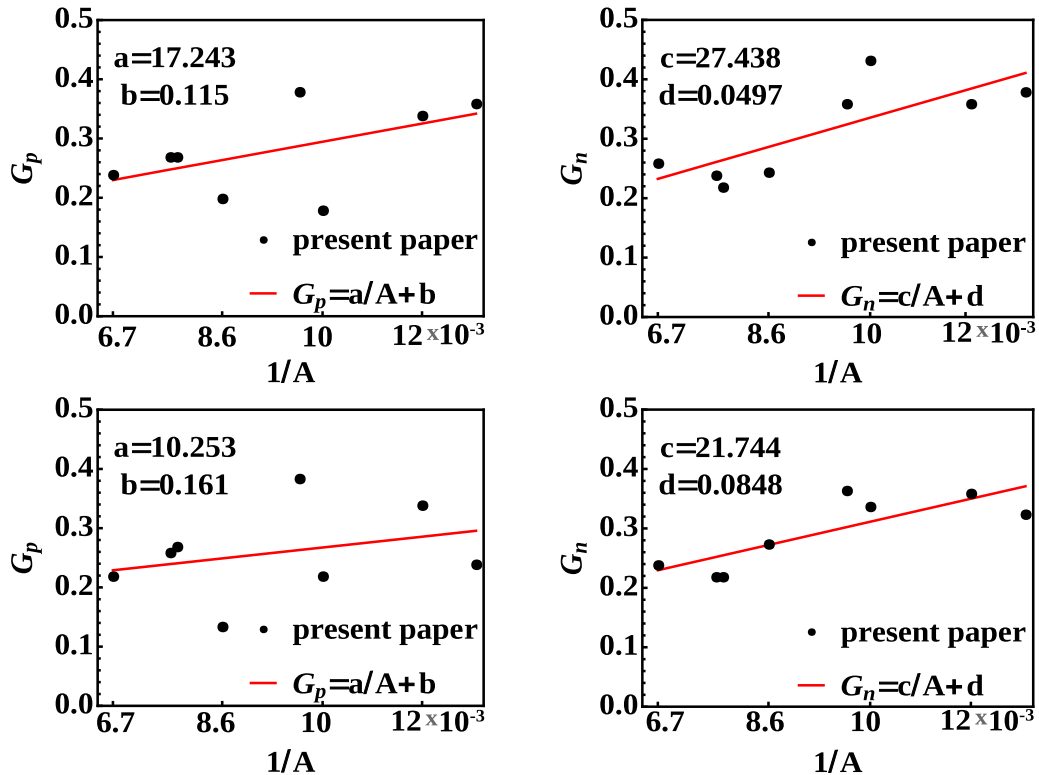 0.5
0.4
0.3
0.2
0.1
0.0
G_p
a=17.243
b=0.115
present paper
G_p=a/A+b
6.7 8.6 10 12 ×10⁻³
1/A
0.5
0.4
0.3
0.2
0.1
0.0
G_n
c=27.438
d=0.0497
present paper
G_n=c/A+d
6.7 8.6 10 12 ×10⁻³
1/A
0.5
0.4
0.3
0.2
0.1
0.0
G_p
a=10.253
b=0.161
present paper
G_p=a/A+b
6.7 8.6 10 12 ×10⁻³
1/A
0.5
0.4
0.3
0.2
0.1
0.0
G_n
c=21.744
d=0.0848
present paper
G_n=c/A+d
6.7 8.6 10 12 ×10⁻³
1/A